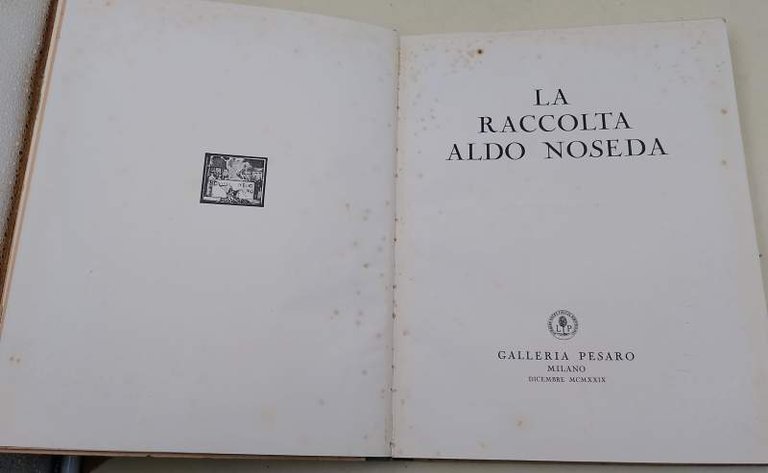 LA
RACCOLTA
ALDO NOSEDA
L P
GALLERIA PESARO
MILANO
DICEMBRE MCMXXIX